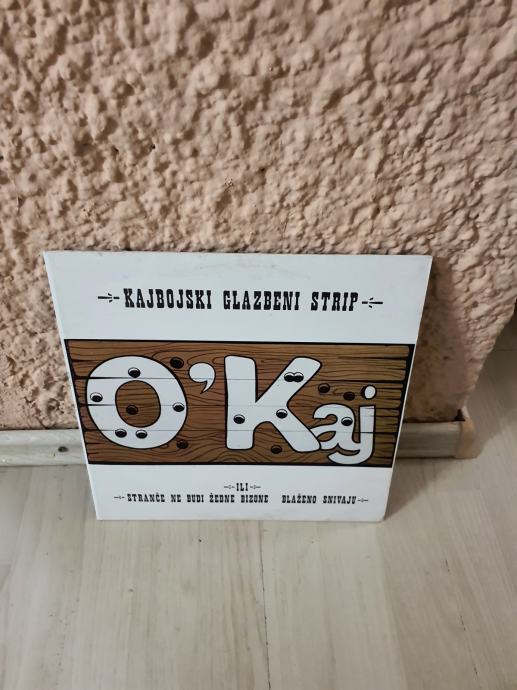 KAJBOJSKI GLAZBENI STRIP
O'Kaj
ILI
STRANČE NE BUDI ŽEDNE BIZONE BLAŽENO SNIVAJU